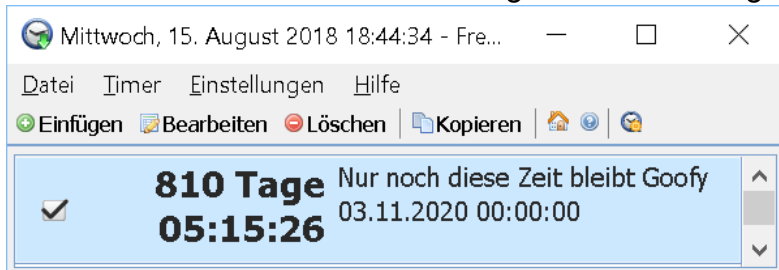 Mittwoch, 15. August 2018 18:44:34 - Fre...
Datei Timer Einstellungen Hilfe
Einfügen Bearbeiten Löschen Kopieren
810 Tage
05:15:26
Nur noch diese Zeit bleibt Goofy
03.11.2020 00:00:00